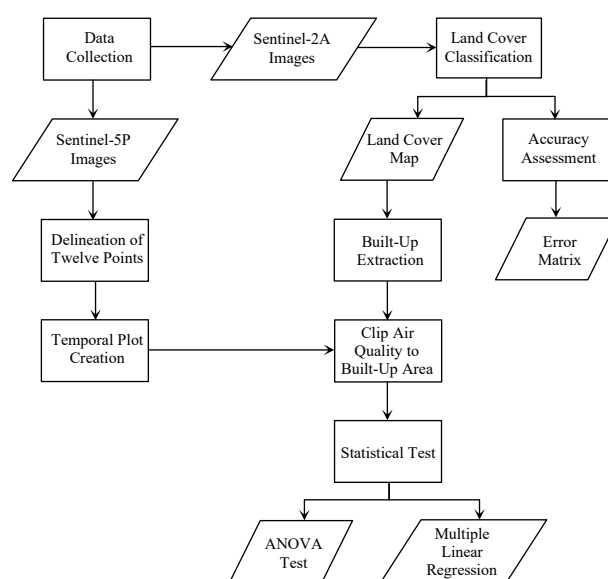 Data
Collection
Sentinel-2A
Images
Land Cover
Classification
Sentinel-5P
Images
Land Cover
Map
Accuracy
Assessment
Delineation of
Twelve Points
Built-Up
Extraction
Error
Matrix
Temporal Plot
Creation
Clip Air
Quality to
Built-Up Area
Statistical Test
ANOVA
Test
Multiple
Linear
Regression